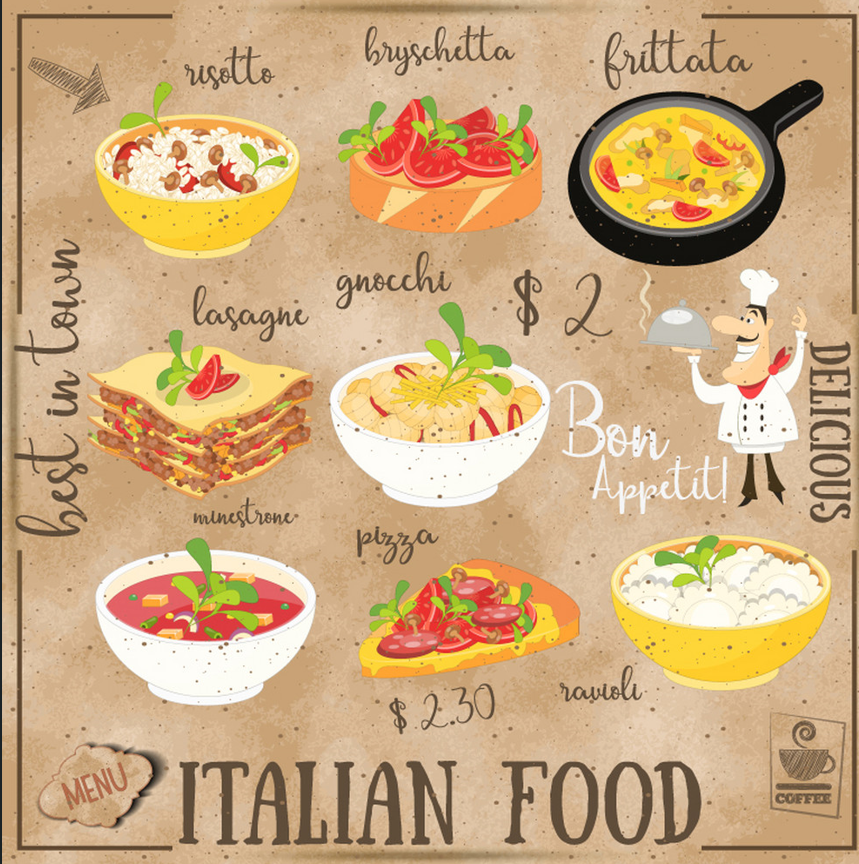 risotto
bryschetta
frittata
best in town
lasagne
gnocchi
$ 2
Bon
Appetit!
DELICIOUS
minestrone
pizza
$ 2.30
ravioli
MENU
ITALIAN FOOD
COFFEE